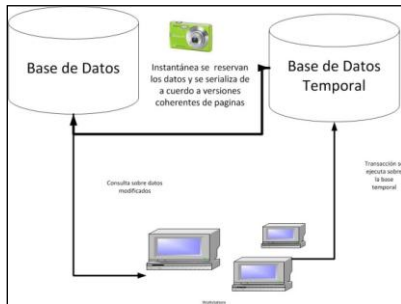 Base de Datos
Instantánea se reservan
los datos y se serializa de
a cuerdo a versiones
coherentes de paginas
Base de Datos
Temporal
Consulta sobre datos
modificados
Transacción se
ejecuta sobre
la base
temporal